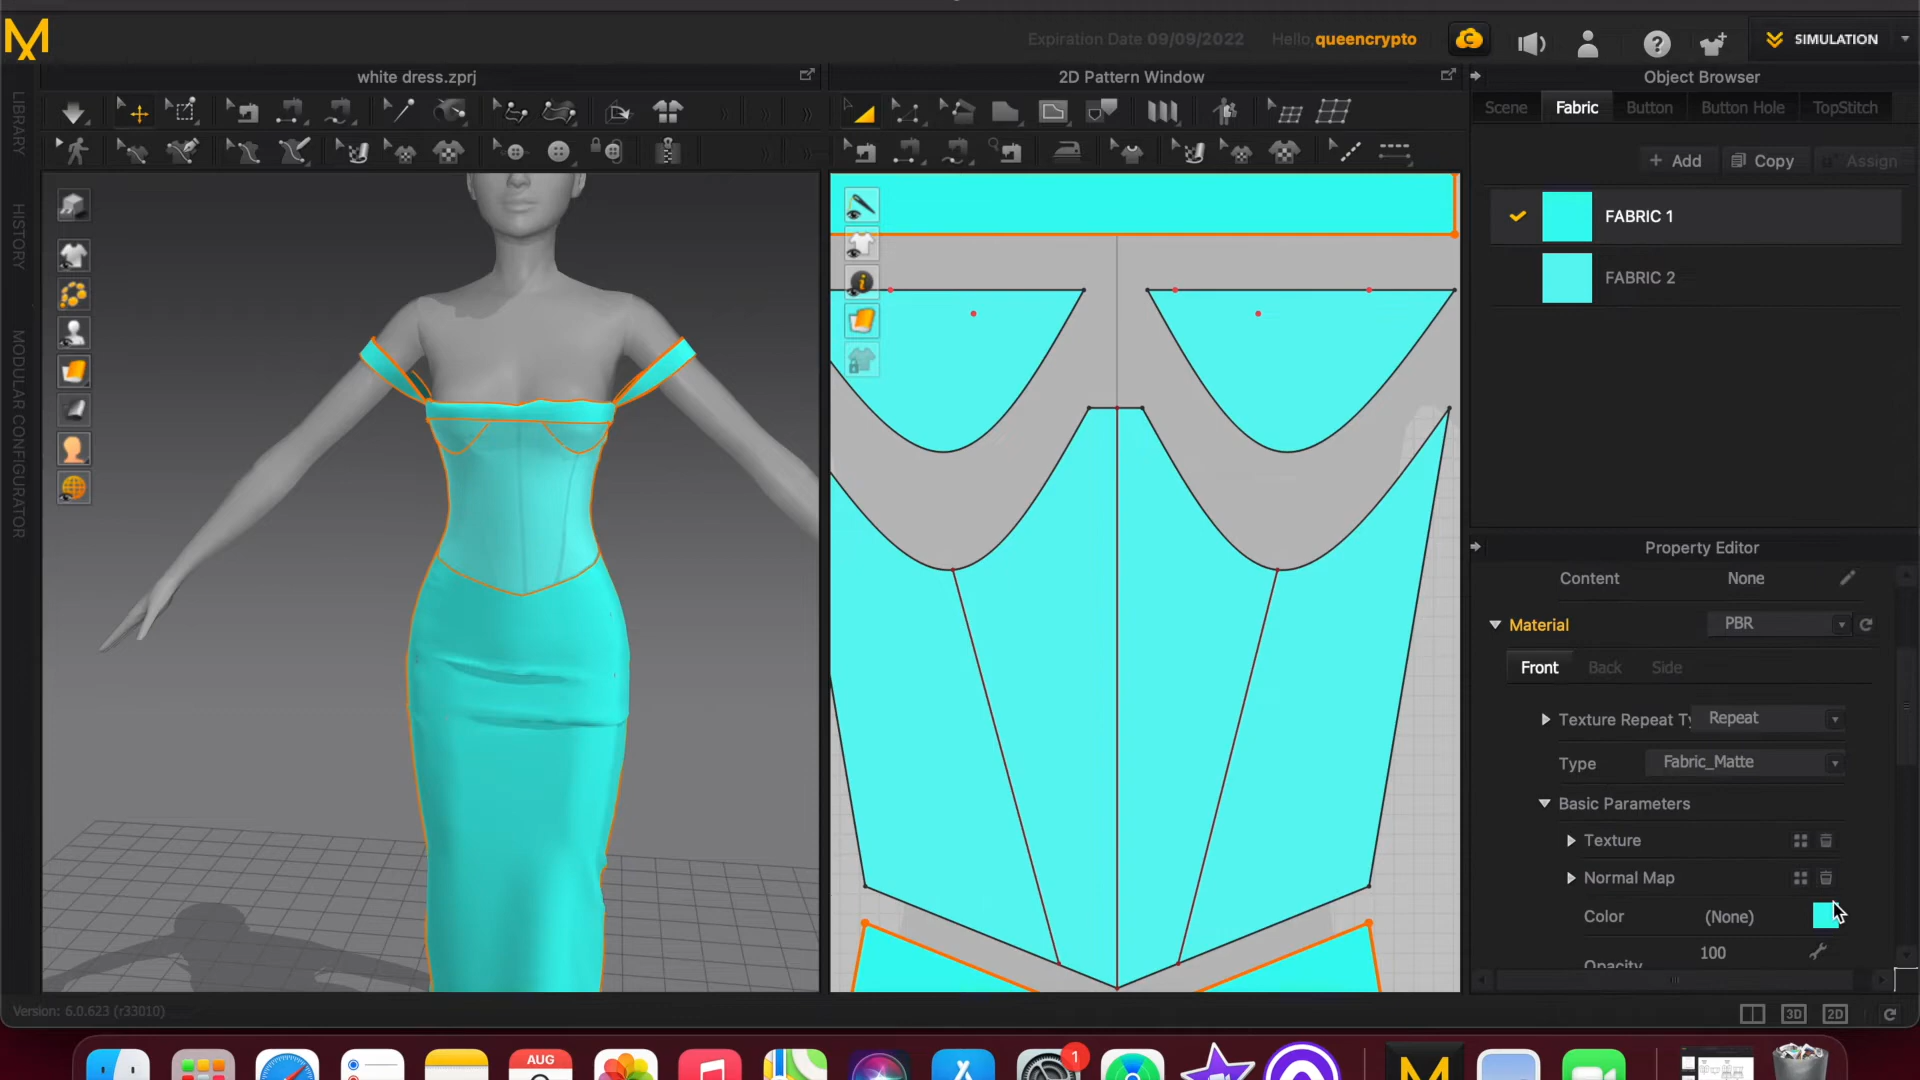 Expiration Date 09/09/2022 Hello, queencrypto
SIMULATION
white dress.zprj
2D Pattern Window
Object Browser
Scene Fabric Button Button Hole TopStitch
+ Add Copy Assign
FABRIC 1
FABRIC 2
LIBRARY
HISTORY
MODULAR CONFIGURATOR
Property Editor
Content None
Material PBR
Front Back Side
Texture Repeat Ty Repeat
Type Fabric_Matte
Basic Parameters
Texture
Normal Map
Color (None)
Opacity 100
Version: 6.0.623 (r33010)
3D 2D
AUG
1